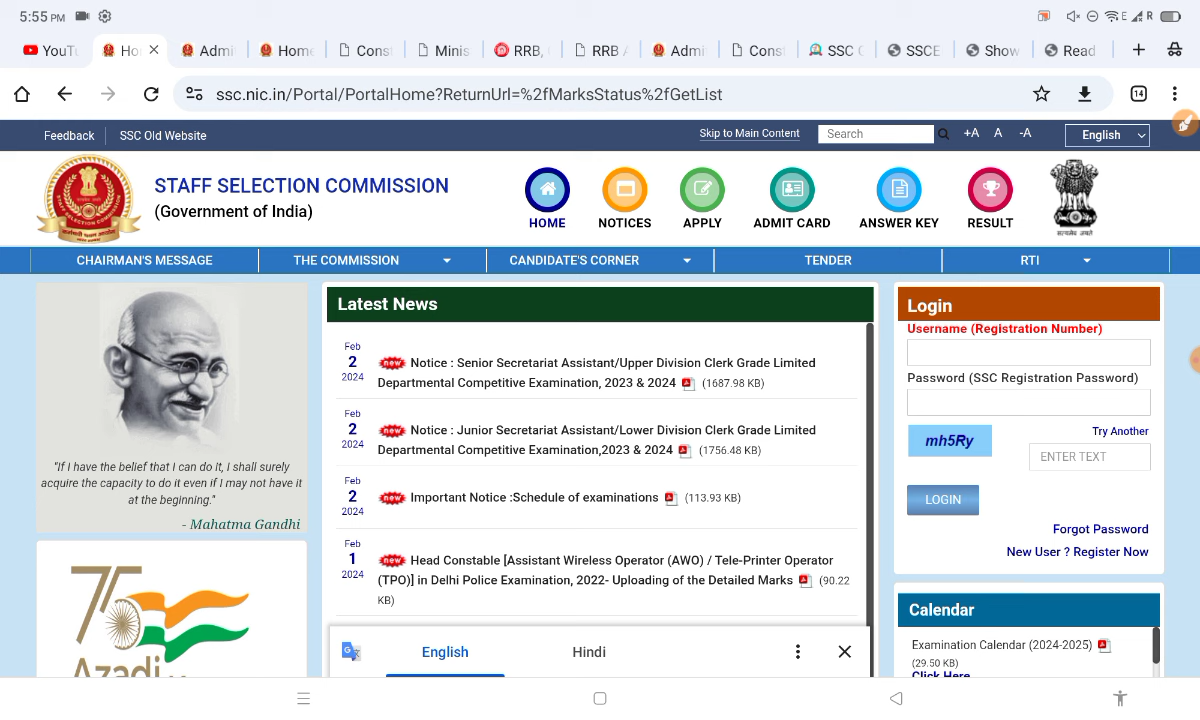 5:55 PM
E R
YouTu Ho Admi Home Const Minis RRB, RRB A Admi Const SSC C SSCE Show Read
ssc.nic.in/Portal/PortalHome?ReturnUrl=%2fMarksStatus%2fGetList 14
Feedback SSC Old Website Skip to Main Content Search +A A -A English
STAFF SELECTION COMMISSION
(Government of India)
HOME NOTICES APPLY ADMIT CARD ANSWER KEY RESULT
सत्यमेव जयते
CHAIRMAN'S MESSAGE THE COMMISSION CANDIDATE'S CORNER TENDER RTI
"If I have the belief that I can do it, I shall surely
acquire the capacity to do it even if I may not have it
at the beginning."
- Mahatma Gandhi
75
Azadi
Latest News
Feb
2
2024
new Notice : Senior Secretariat Assistant/Upper Division Clerk Grade Limited
Departmental Competitive Examination, 2023 & 2024 (1687.98 KB)
Feb
2
2024
new Notice : Junior Secretariat Assistant/Lower Division Clerk Grade Limited
Departmental Competitive Examination,2023 & 2024 (1756.48 KB)
Feb
2
2024
new Important Notice :Schedule of examinations (113.93 KB)
Feb
1
2024
new Head Constable [Assistant Wireless Operator (AWO) / Tele-Printer Operator
(TPO)] in Delhi Police Examination, 2022- Uploading of the Detailed Marks (90.22
KB)
English Hindi
Login
Username (Registration Number)
Password (SSC Registration Password)
mh5Ry
Try Another
ENTER TEXT
LOGIN
Forgot Password
New User ? Register Now
Calendar
Examination Calendar (2024-2025)
(29.50 KB)
Click Here